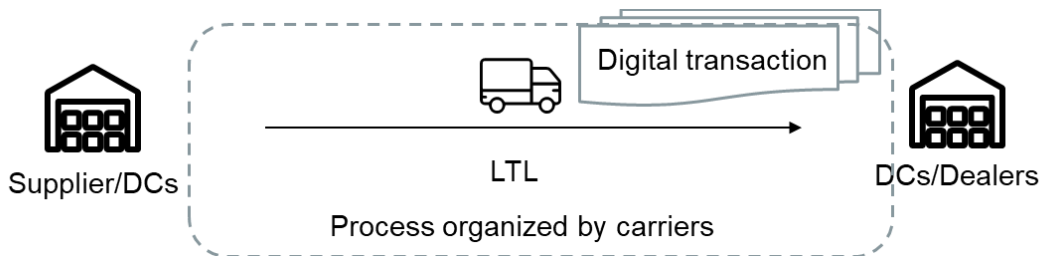 Digital transaction
Supplier/DCs
LTL
DCs/Dealers
Process organized by carriers